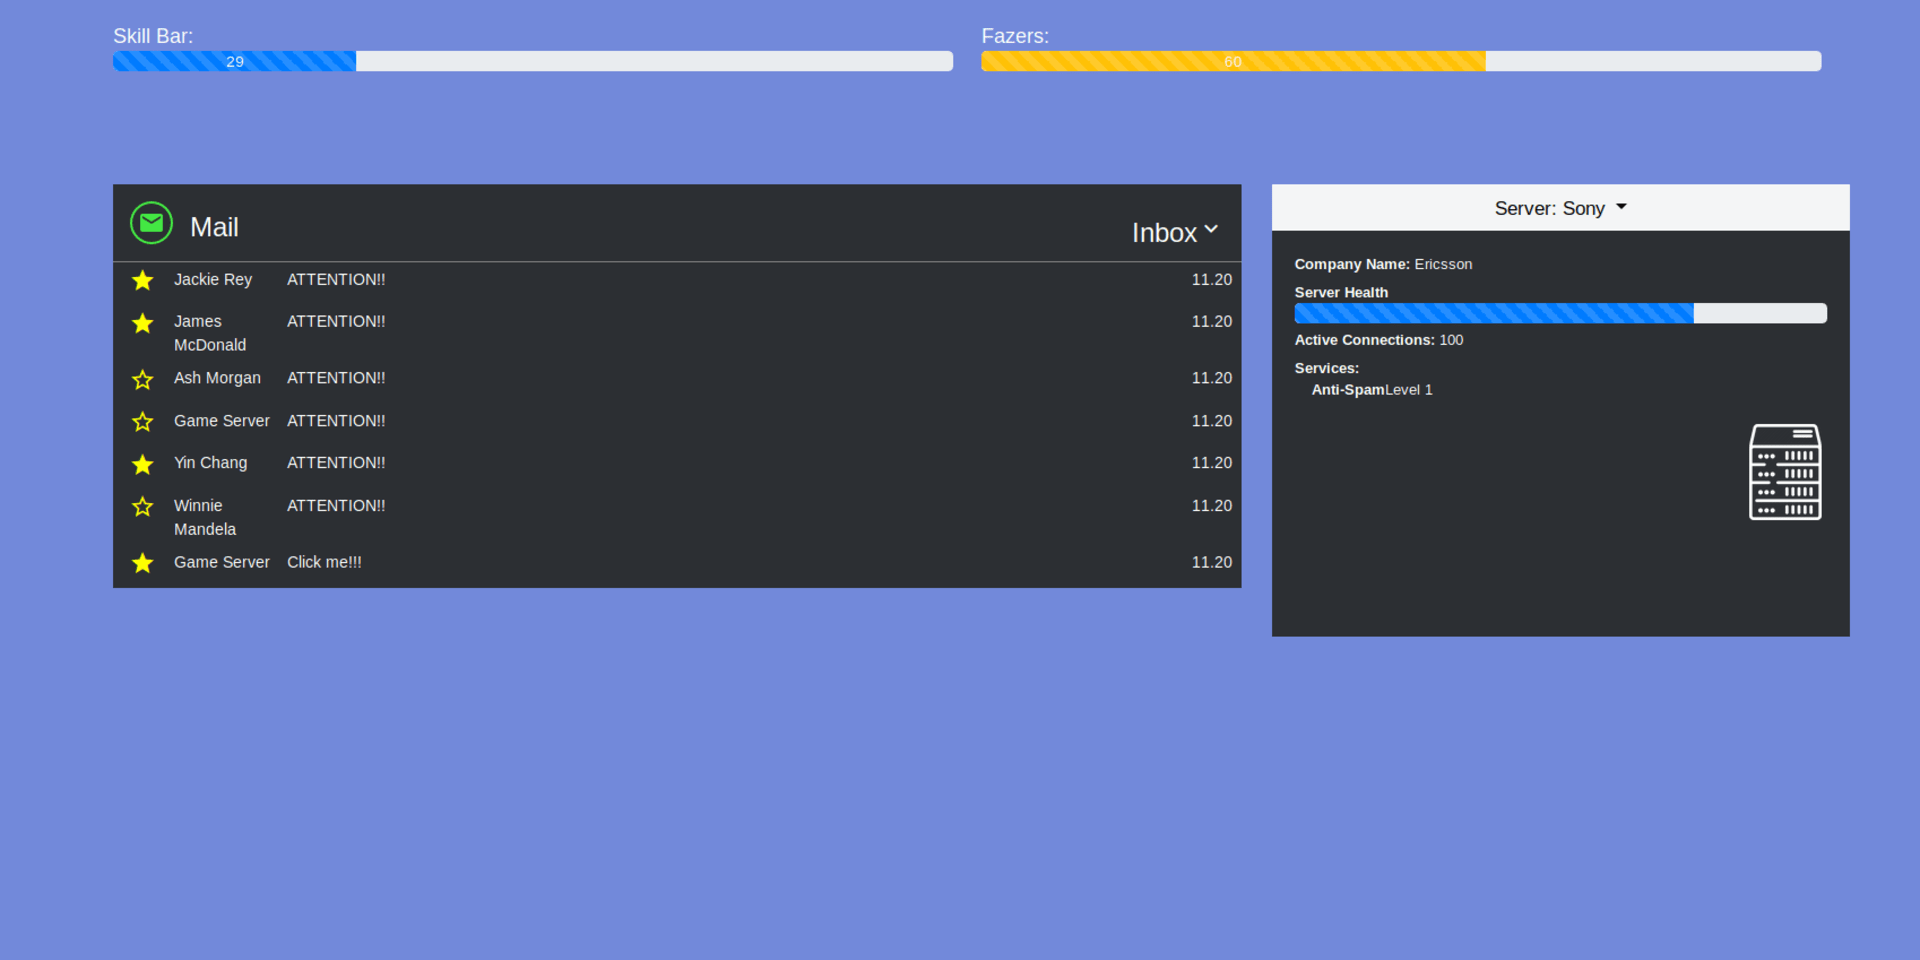 Skill Bar:
29
Fazers:
60
Mail
Inbox
Jackie Rey ATTENTION!! 11.20
James ATTENTION!! 11.20
McDonald
Ash Morgan ATTENTION!! 11.20
Game Server ATTENTION!! 11.20
Yin Chang ATTENTION!! 11.20
Winnie ATTENTION!! 11.20
Mandela
Game Server Click me!!! 11.20
Server: Sony
Company Name: Ericsson
Server Health
Active Connections: 100
Services:
Anti-SpamLevel 1